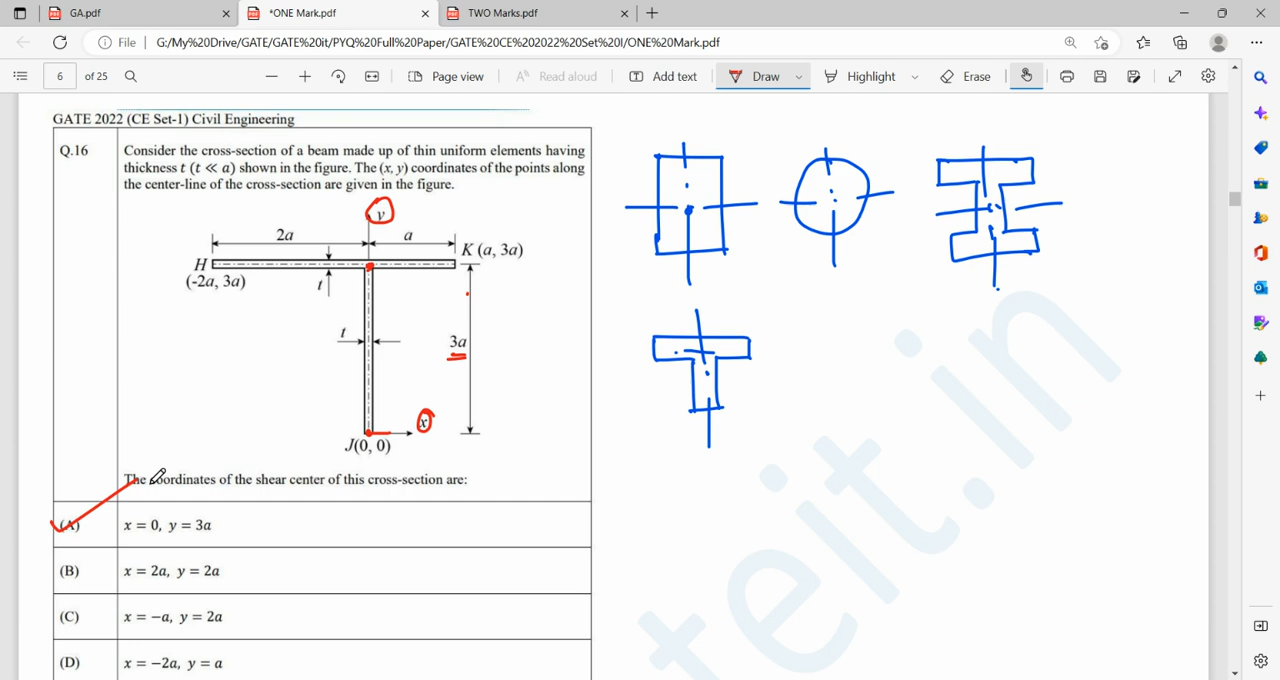 GA.pdf
*ONE Mark.pdf
TWO Marks.pdf
File
G:/My%20Drive/GATE/GATE%20it/PYQ%20Full%20Paper/GATE%20CE%202022%20Set%20I/ONE%20Mark.pdf
6 of 25
Page view
Read aloud
Add text
Draw
Highlight
Erase
GATE 2022 (CE Set-1) Civil Engineering
Q.16
Consider the cross-section of a beam made up of thin uniform elements having
thickness t (t ≪ a) shown in the figure. The (x, y) coordinates of the points along
the center-line of the cross-section are given in the figure.
y
2a
a
H
K (a, 3a)
(-2a, 3a)
t
t
3a
x
J(0, 0)
The coordinates of the shear center of this cross-section are:
(A) x = 0, y = 3a
(B) x = 2a, y = 2a
(C) x = −a, y = 2a
(D) x = −2a, y = a
teit.in